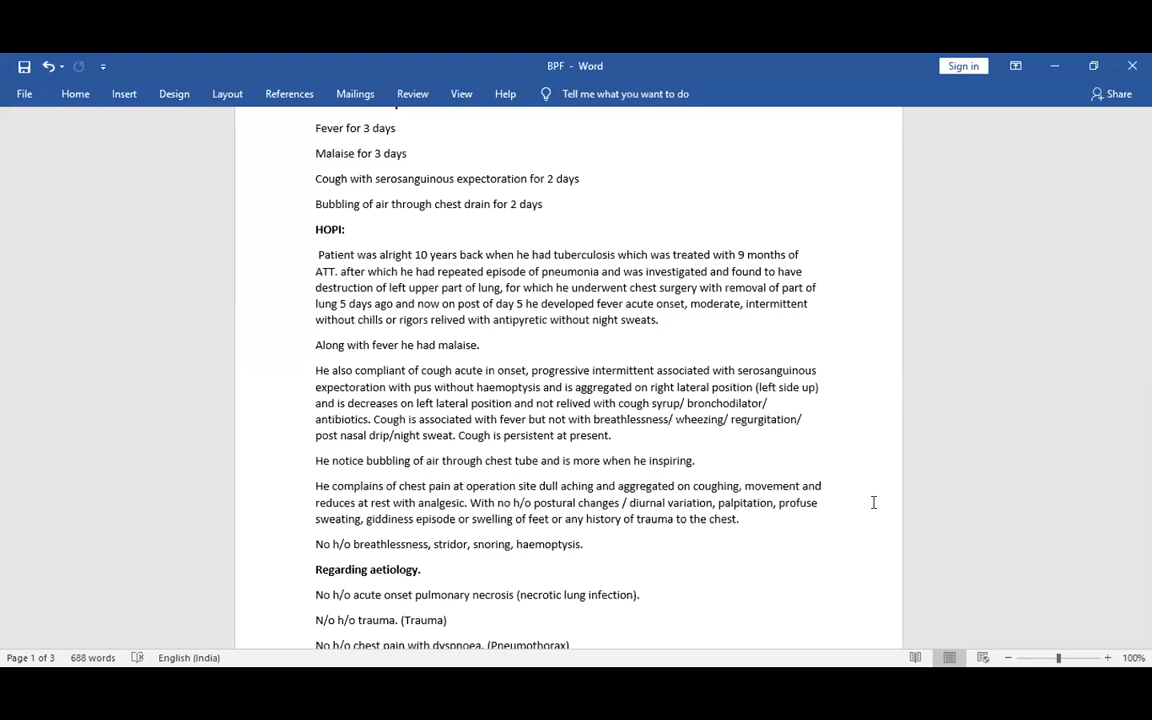 BPF - Word
Sign in
File Home Insert Design Layout References Mailings Review View Help Tell me what you want to do Share
Fever for 3 days
Malaise for 3 days
Cough with serosanguinous expectoration for 2 days
Bubbling of air through chest drain for 2 days
HOPI:
Patient was alright 10 years back when he had tuberculosis which was treated with 9 months of
ATT. after which he had repeated episode of pneumonia and was investigated and found to have
destruction of left upper part of lung, for which he underwent chest surgery with removal of part of
lung 5 days ago and now on post of day 5 he developed fever acute onset, moderate, intermittent
without chills or rigors relived with antipyretic without night sweats.
Along with fever he had malaise.
He also compliant of cough acute in onset, progressive intermittent associated with serosanguinous
expectoration with pus without haemoptysis and is aggregated on right lateral position (left side up)
and is decreases on left lateral position and not relived with cough syrup/ bronchodilator/
antibiotics. Cough is associated with fever but not with breathlessness/ wheezing/ regurgitation/
post nasal drip/night sweat. Cough is persistent at present.
He notice bubbling of air through chest tube and is more when he inspiring.
He complains of chest pain at operation site dull aching and aggregated on coughing, movement and
reduces at rest with analgesic. With no h/o postural changes / diurnal variation, palpitation, profuse
sweating, giddiness episode or swelling of feet or any history of trauma to the chest.
No h/o breathlessness, stridor, snoring, haemoptysis.
Regarding aetiology.
No h/o acute onset pulmonary necrosis (necrotic lung infection).
N/o h/o trauma. (Trauma)
No h/o chest pain with dyspnoea. (Pneumothorax)
Page 1 of 3 688 words English (India) 100%